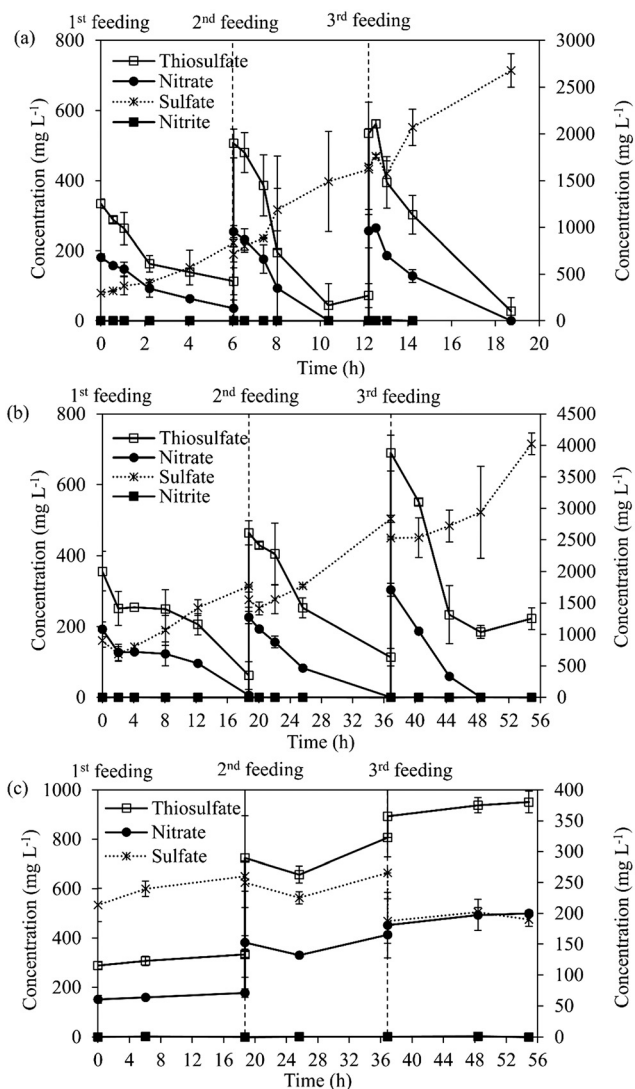 1st feeding 2nd feeding 3rd feeding
(a)
800 3000
Thiosulfate
Nitrate
Sulfate
Nitrite
600 2500
400 2000
200 1500
0 1000
500
0
Concentration (mg L-1)
Concentration (mg L-1)
0 2 4 6 8 10 12 14 16 18 20
Time (h)
1st feeding 2nd feeding 3rd feeding
(b)
800 4500
Thiosulfate
Nitrate
Sulfate
Nitrite
600 4000
400 3500
200 3000
0 2500
2000
1500
1000
500
0
Concentration (mg L-1)
Concentration (mg L-1)
0 4 8 12 16 20 24 28 32 36 40 44 48 52 56
Time (h)
1st feeding 2nd feeding 3rd feeding
(c)
1000 400
Thiosulfate
Nitrate
Sulfate
800 350
600 300
400 250
200 200
0 150
100
50
0
Concentration (mg L-1)
Concentration (mg L-1)
0 4 8 12 16 20 24 28 32 36 40 44 48 52 56
Time (h)